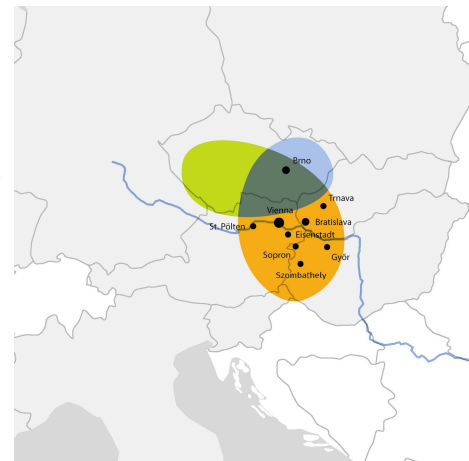 Brno
Trnava
Vienna
St. Pölten
Bratislava
Eisenstadt
Sopron
Győr
Szombathely